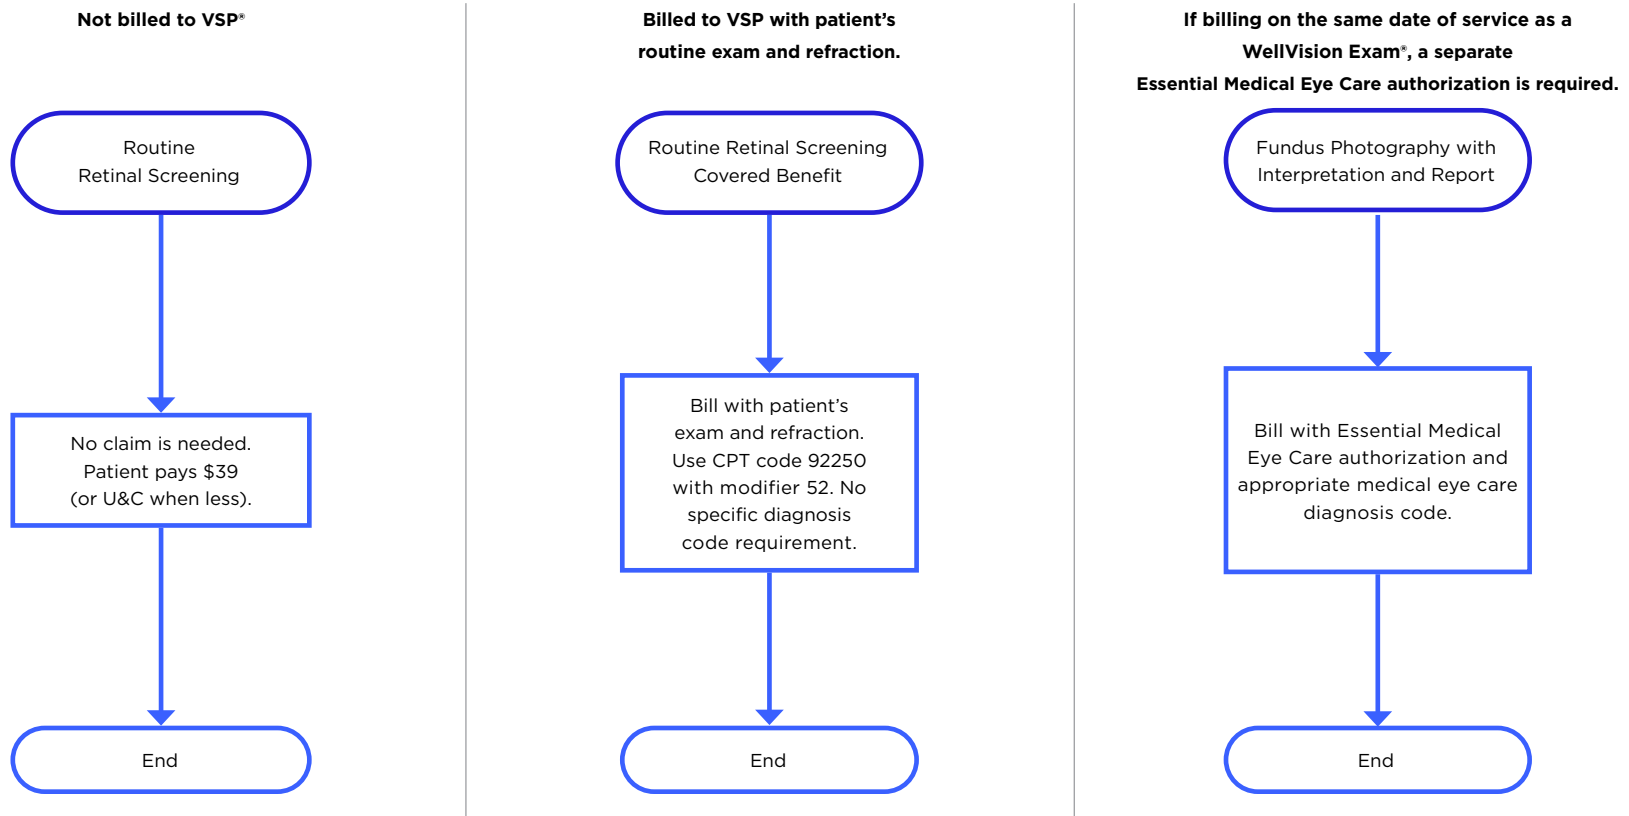 Not billed to VSP®
Routine
Retinal Screening
No claim is needed.
Patient pays $39
(or U&C when less).
End
Billed to VSP with patient’s
routine exam and refraction.
Routine Retinal Screening
Covered Benefit
Bill with patient’s
exam and refraction.
Use CPT code 92250
with modifier 52. No
specific diagnosis
code requirement.
End
If billing on the same date of service as a
WellVision Exam®, a separate
Essential Medical Eye Care authorization is required.
Fundus Photography with
Interpretation and Report
Bill with Essential Medical
Eye Care authorization and
appropriate medical eye care
diagnosis code.
End